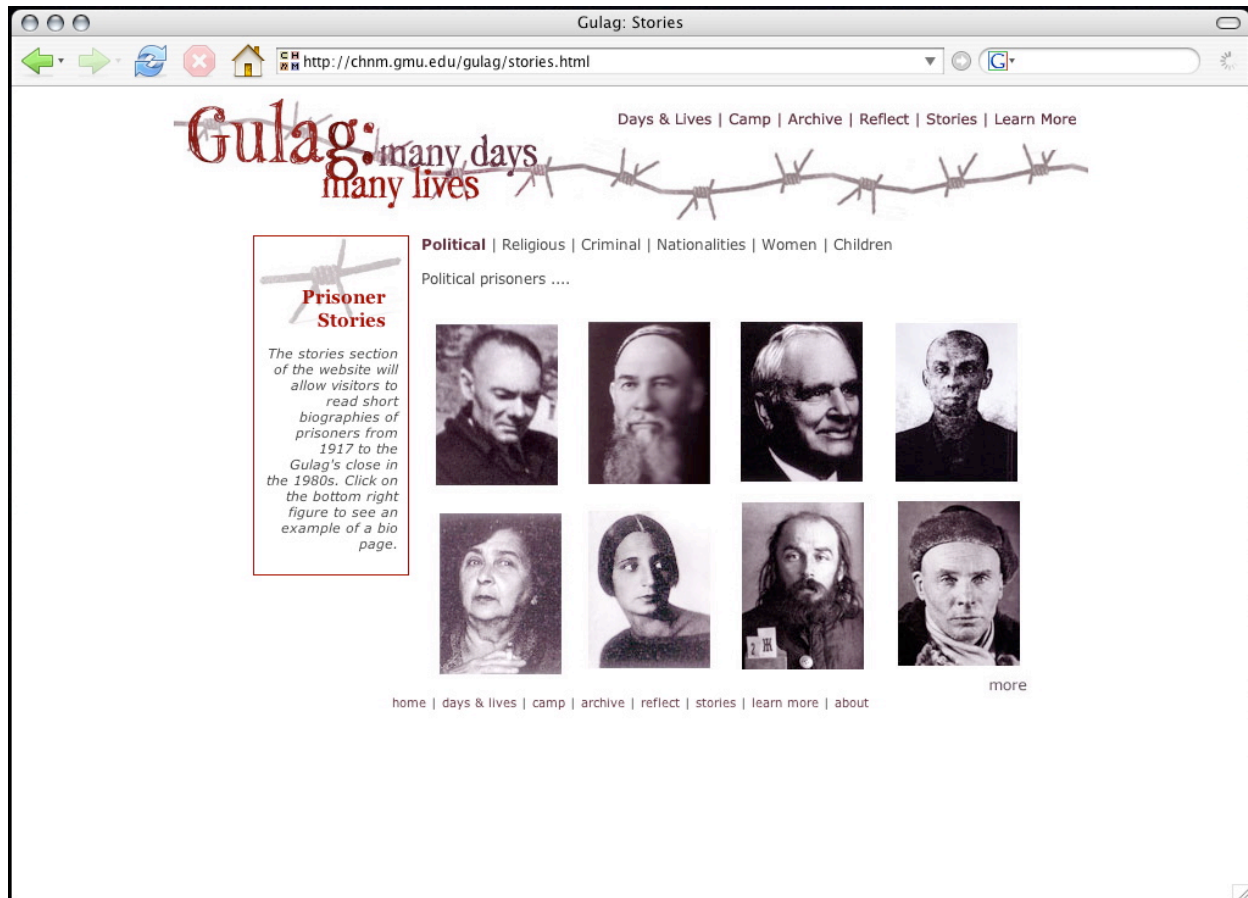 Gulag: Stories
CH
NM http://chnm.gmu.edu/gulag/stories.html
G
Gulag:
many days
many lives
Days & Lives | Camp | Archive | Reflect | Stories | Learn More
Political | Religious | Criminal | Nationalities | Women | Children
Political prisoners ....
Prisoner
Stories
The stories section
of the website will
allow visitors to
read short
biographies of
prisoners from
1917 to the
Gulag's close in
the 1980s. Click on
the bottom right
figure to see an
example of a bio
page.
2 Ж
more
home | days & lives | camp | archive | reflect | stories | learn more | about